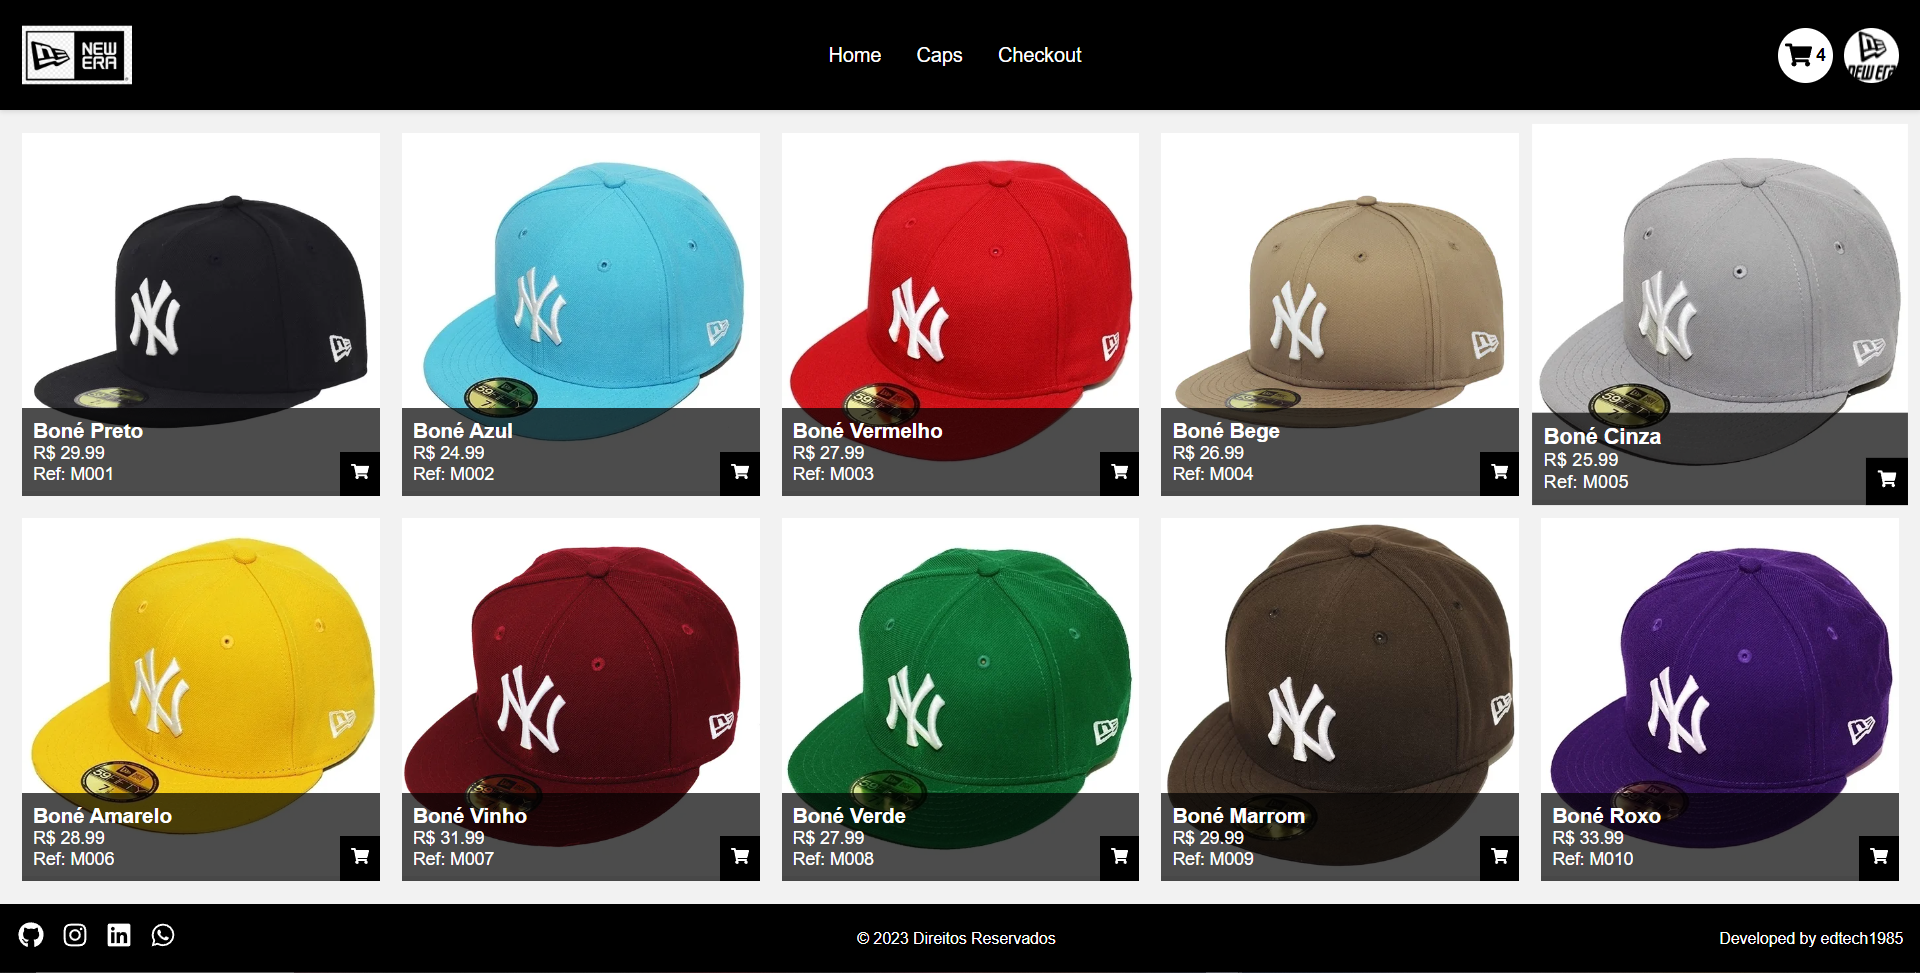 NEW
ERA
Home
Caps
Checkout
4
new era
Boné Preto
R$ 29.99
Ref: M001
Boné Azul
R$ 24.99
Ref: M002
Boné Vermelho
R$ 27.99
Ref: M003
Boné Bege
R$ 26.99
Ref: M004
Boné Cinza
R$ 25.99
Ref: M005
Boné Amarelo
R$ 28.99
Ref: M006
Boné Vinho
R$ 31.99
Ref: M007
Boné Verde
R$ 27.99
Ref: M008
Boné Marrom
R$ 29.99
Ref: M009
Boné Roxo
R$ 33.99
Ref: M010
© 2023 Direitos Reservados
Developed by edtech1985